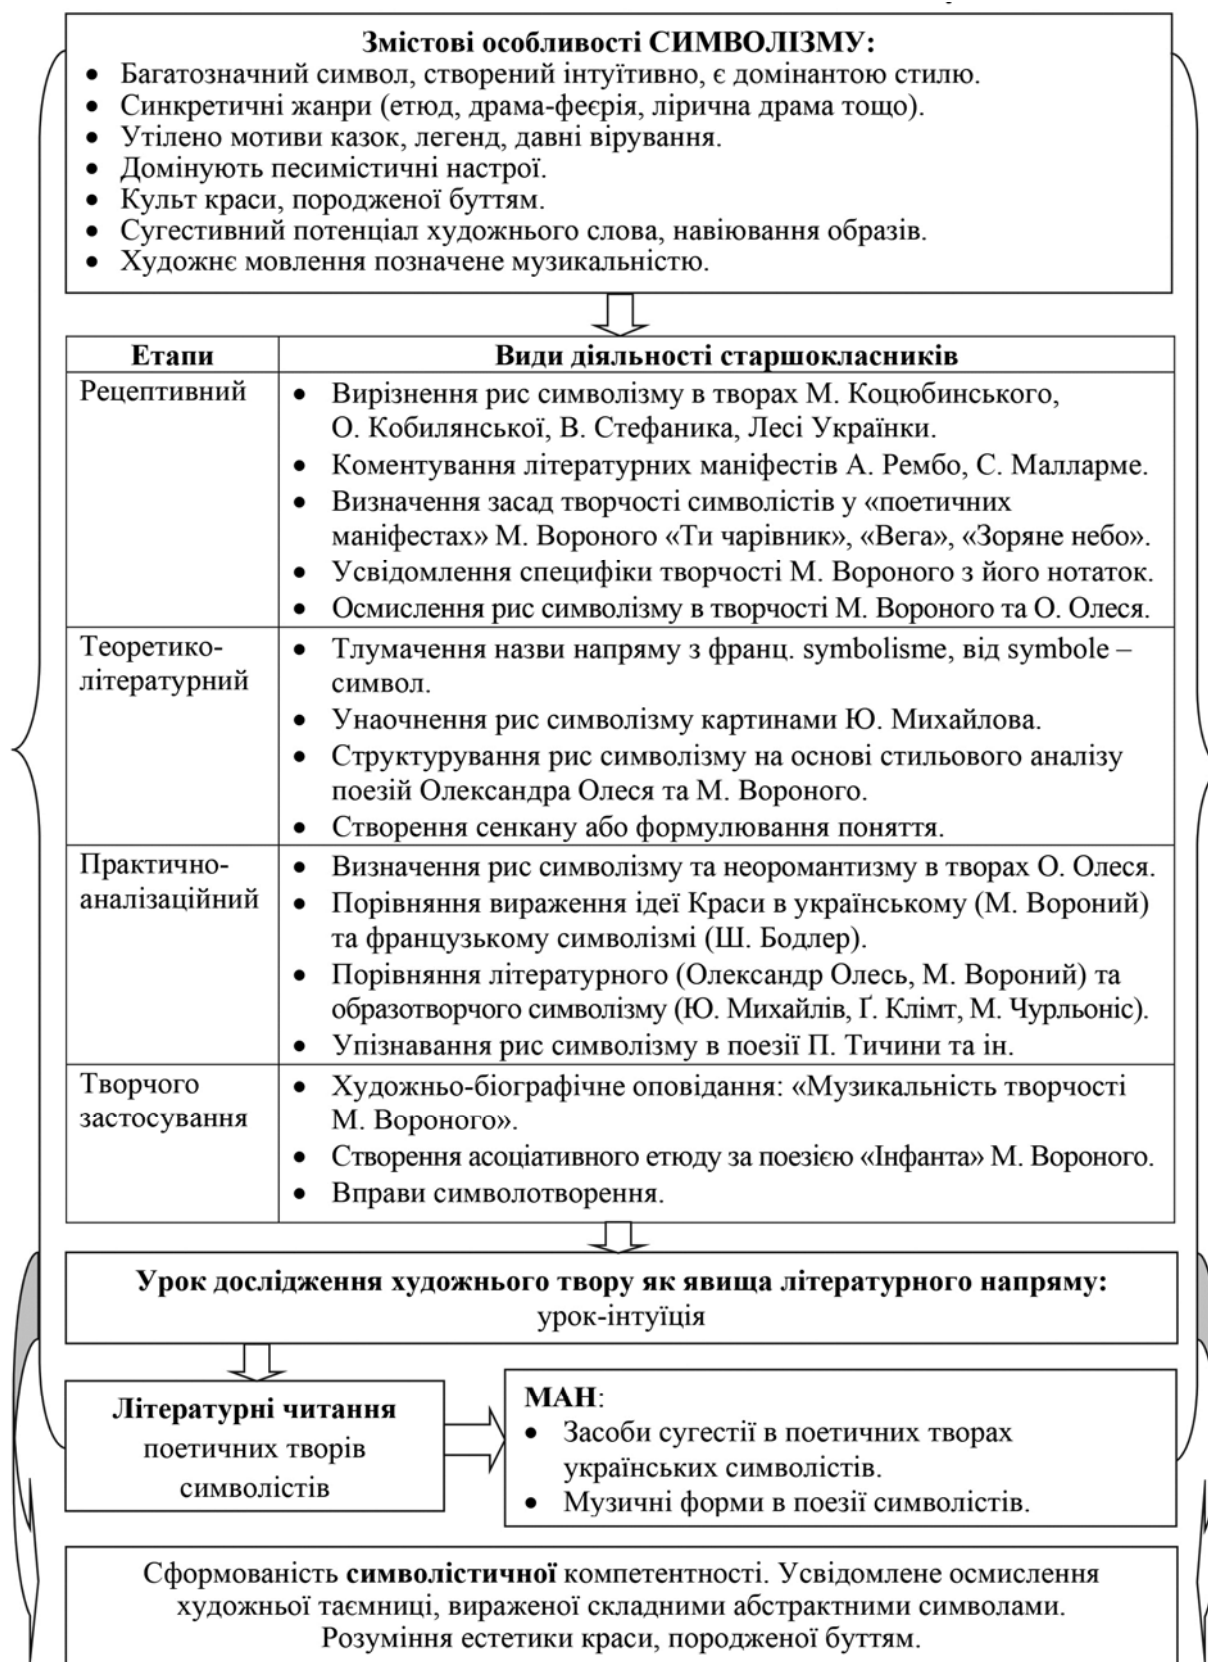 Змістові особливості СИМВОЛІЗМУ:
• Багатозначний символ, створений інтуїтивно, є домінантою стилю.
• Синкретичні жанри (етюд, драма-феєрія, лірична драма тощо).
• Утілено мотиви казок, легенд, давні вірування.
• Домінують песимістичні настрої.
• Культ краси, породженої буттям.
• Сугестивний потенціал художнього слова, навіювання образів.
• Художнє мовлення позначене музикальністю.
Етапи
Види діяльності старшокласників
Рецептивний
• Вирізнення рис символізму в творах М. Коцюбинського,
О. Кобилянської, В. Стефаника, Лесі Українки.
• Коментування літературних маніфестів А. Рембо, С. Малларме.
• Визначення засад творчості символістів у «поетичних
маніфестах» М. Вороного «Ти чарівник», «Вега», «Зоряне небо».
• Усвідомлення специфіки творчості М. Вороного з його нотаток.
• Осмислення рис символізму в творчості М. Вороного та О. Олеся.
Теоретико-
літературний
• Тлумачення назви напряму з франц. symbolisme, від symbole –
символ.
• Унаочнення рис символізму картинами Ю. Михайлова.
• Структурування рис символізму на основі стильового аналізу
поезій Олександра Олеся та М. Вороного.
• Створення сенкану або формулювання поняття.
Практично-
аналізаційний
• Визначення рис символізму та неоромантизму в творах О. Олеся.
• Порівняння вираження ідеї Краси в українському (М. Вороний)
та французькому символізмі (Ш. Бодлер).
• Порівняння літературного (Олександр Олесь, М. Вороний) та
образотворчого символізму (Ю. Михайлів, Ґ. Клімт, М. Чурльоніс).
• Упізнавання рис символізму в поезії П. Тичини та ін.
Творчого
застосування
• Художньо-біографічне оповідання: «Музикальність творчості
М. Вороного».
• Створення асоціативного етюду за поезією «Інфанта» М. Вороного.
• Вправи символотворення.
Урок дослідження художнього твору як явища літературного напряму:
урок-інтуїція
Літературні читання
поетичних творів
символістів
МАН:
• Засоби сугестії в поетичних творах
українських символістів.
• Музичні форми в поезії символістів.
Сформованість символістичної компетентності. Усвідомлене осмислення
художньої таємниці, вираженої складними абстрактними символами.
Розуміння естетики краси, породженої буттям.